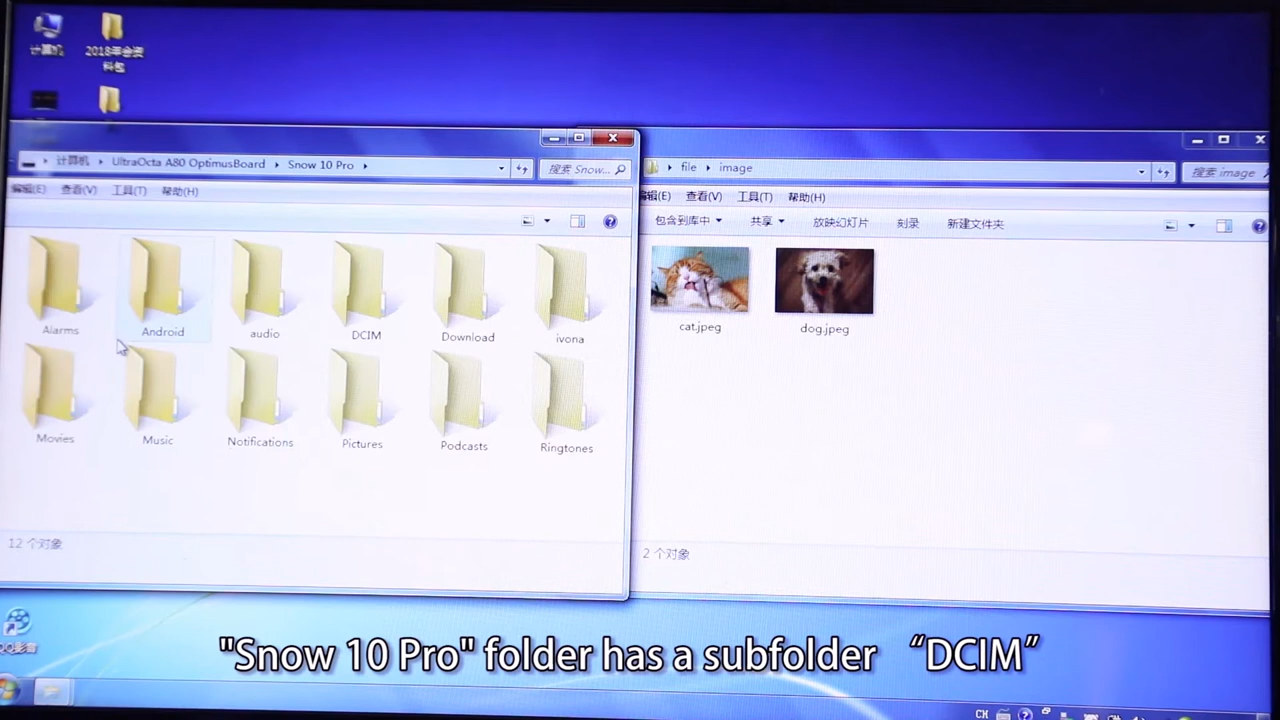 计算机
2018年会资
料包
计算机 UltraOcta A80 OptimusBoard Snow 10 Pro
搜索 Snow...
编辑(E) 查看(V) 工具(T) 帮助(H)
Alarms
Android
audio
DCIM
Download
ivona
Movies
Music
Notifications
Pictures
Podcasts
Ringtones
12 个对象
file image
搜索 image
编辑(E) 查看(V) 工具(T) 帮助(H)
包含到库中 共享 放映幻灯片 刻录 新建文件夹
cat.jpeg
dog.jpeg
2 个对象
QQ影音
"Snow 10 Pro" folder has a subfolder “DCIM”
CH